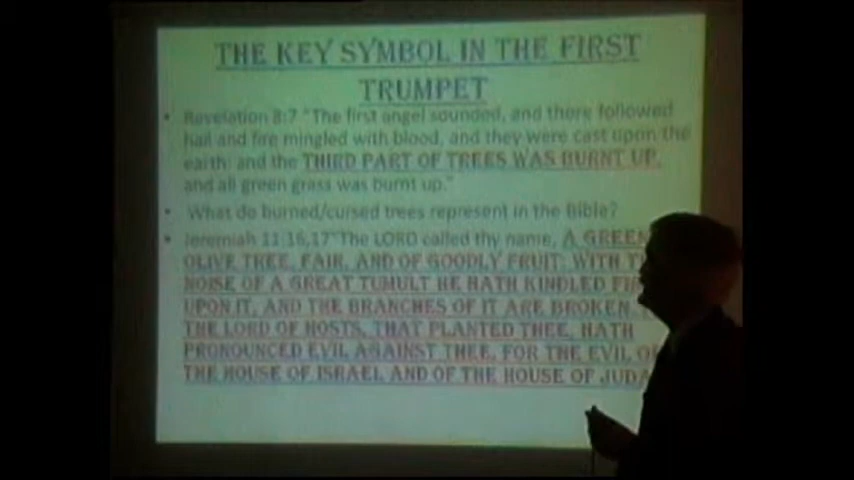 THE KEY SYMBOL IN THE FIRST
TRUMPET
• Revelation 8:7 "The first angel sounded, and there followed
hail and fire mingled with blood, and they were cast upon the
earth: and the THIRD PART OF TREES WAS BURNT UP,
and all green grass was burnt up."
• What do burned/cursed trees represent in the Bible?
• Jeremiah 11:16,17 "The LORD called thy name, A GREEN
OLIVE TREE, FAIR, AND OF GOODLY FRUIT: WITH
NOISE OF A GREAT TUMULT HE HATH KINDLED
UPON IT, AND THE BRANCHES OF IT ARE BROKEN.
THE LORD OF HOSTS, THAT PLANTED THEE, HATH
PRONOUNCED EVIL AGAINST THEE, FOR THE EVIL
THE HOUSE OF ISRAEL AND OF THE HOUSE OF